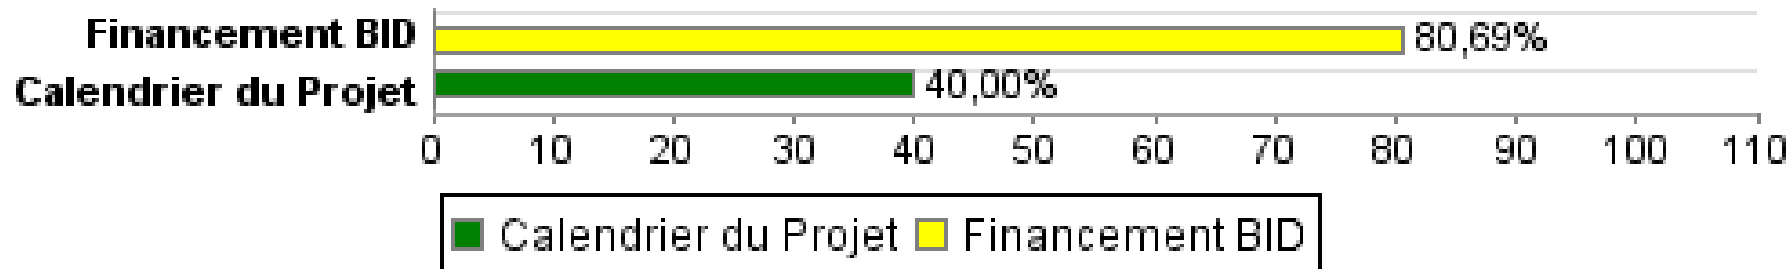 Financement BID
80,69%
Calendrier du Projet
40,00%
0 10 20 30 40 50 60 70 80 90 100 110
Calendrier du Projet Financement BID